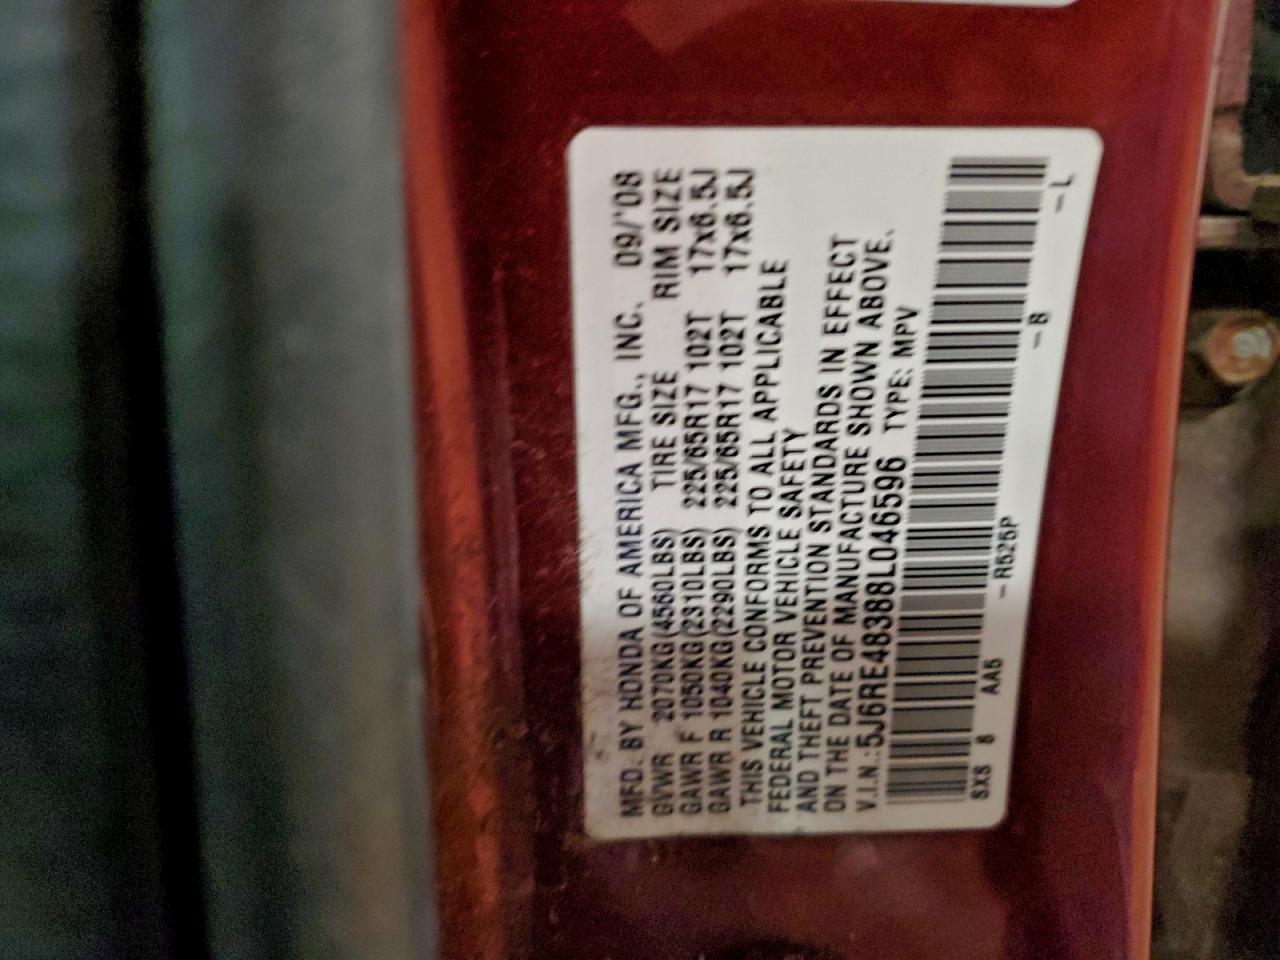 MFD. BY HONDA OF AMERICA MFG., INC. 09/'08
GVWR 2070KG(4560LBS) TIRE SIZE RIM SIZE
GAWR F 1050KG(2310LBS) 225/65R17 102T 17x6.5J
GAWR R 1040KG(2290LBS) 225/65R17 102T 17x6.5J
THIS VEHICLE CONFORMS TO ALL APPLICABLE
FEDERAL MOTOR VEHICLE SAFETY
AND THEFT PREVENTION STANDARDS IN EFFECT
ON THE DATE OF MANUFACTURE SHOWN ABOVE.
V.I.N.:5J6RE48388L046596 TYPE: MPV
SXS 8 AA5 –R525P –B –L